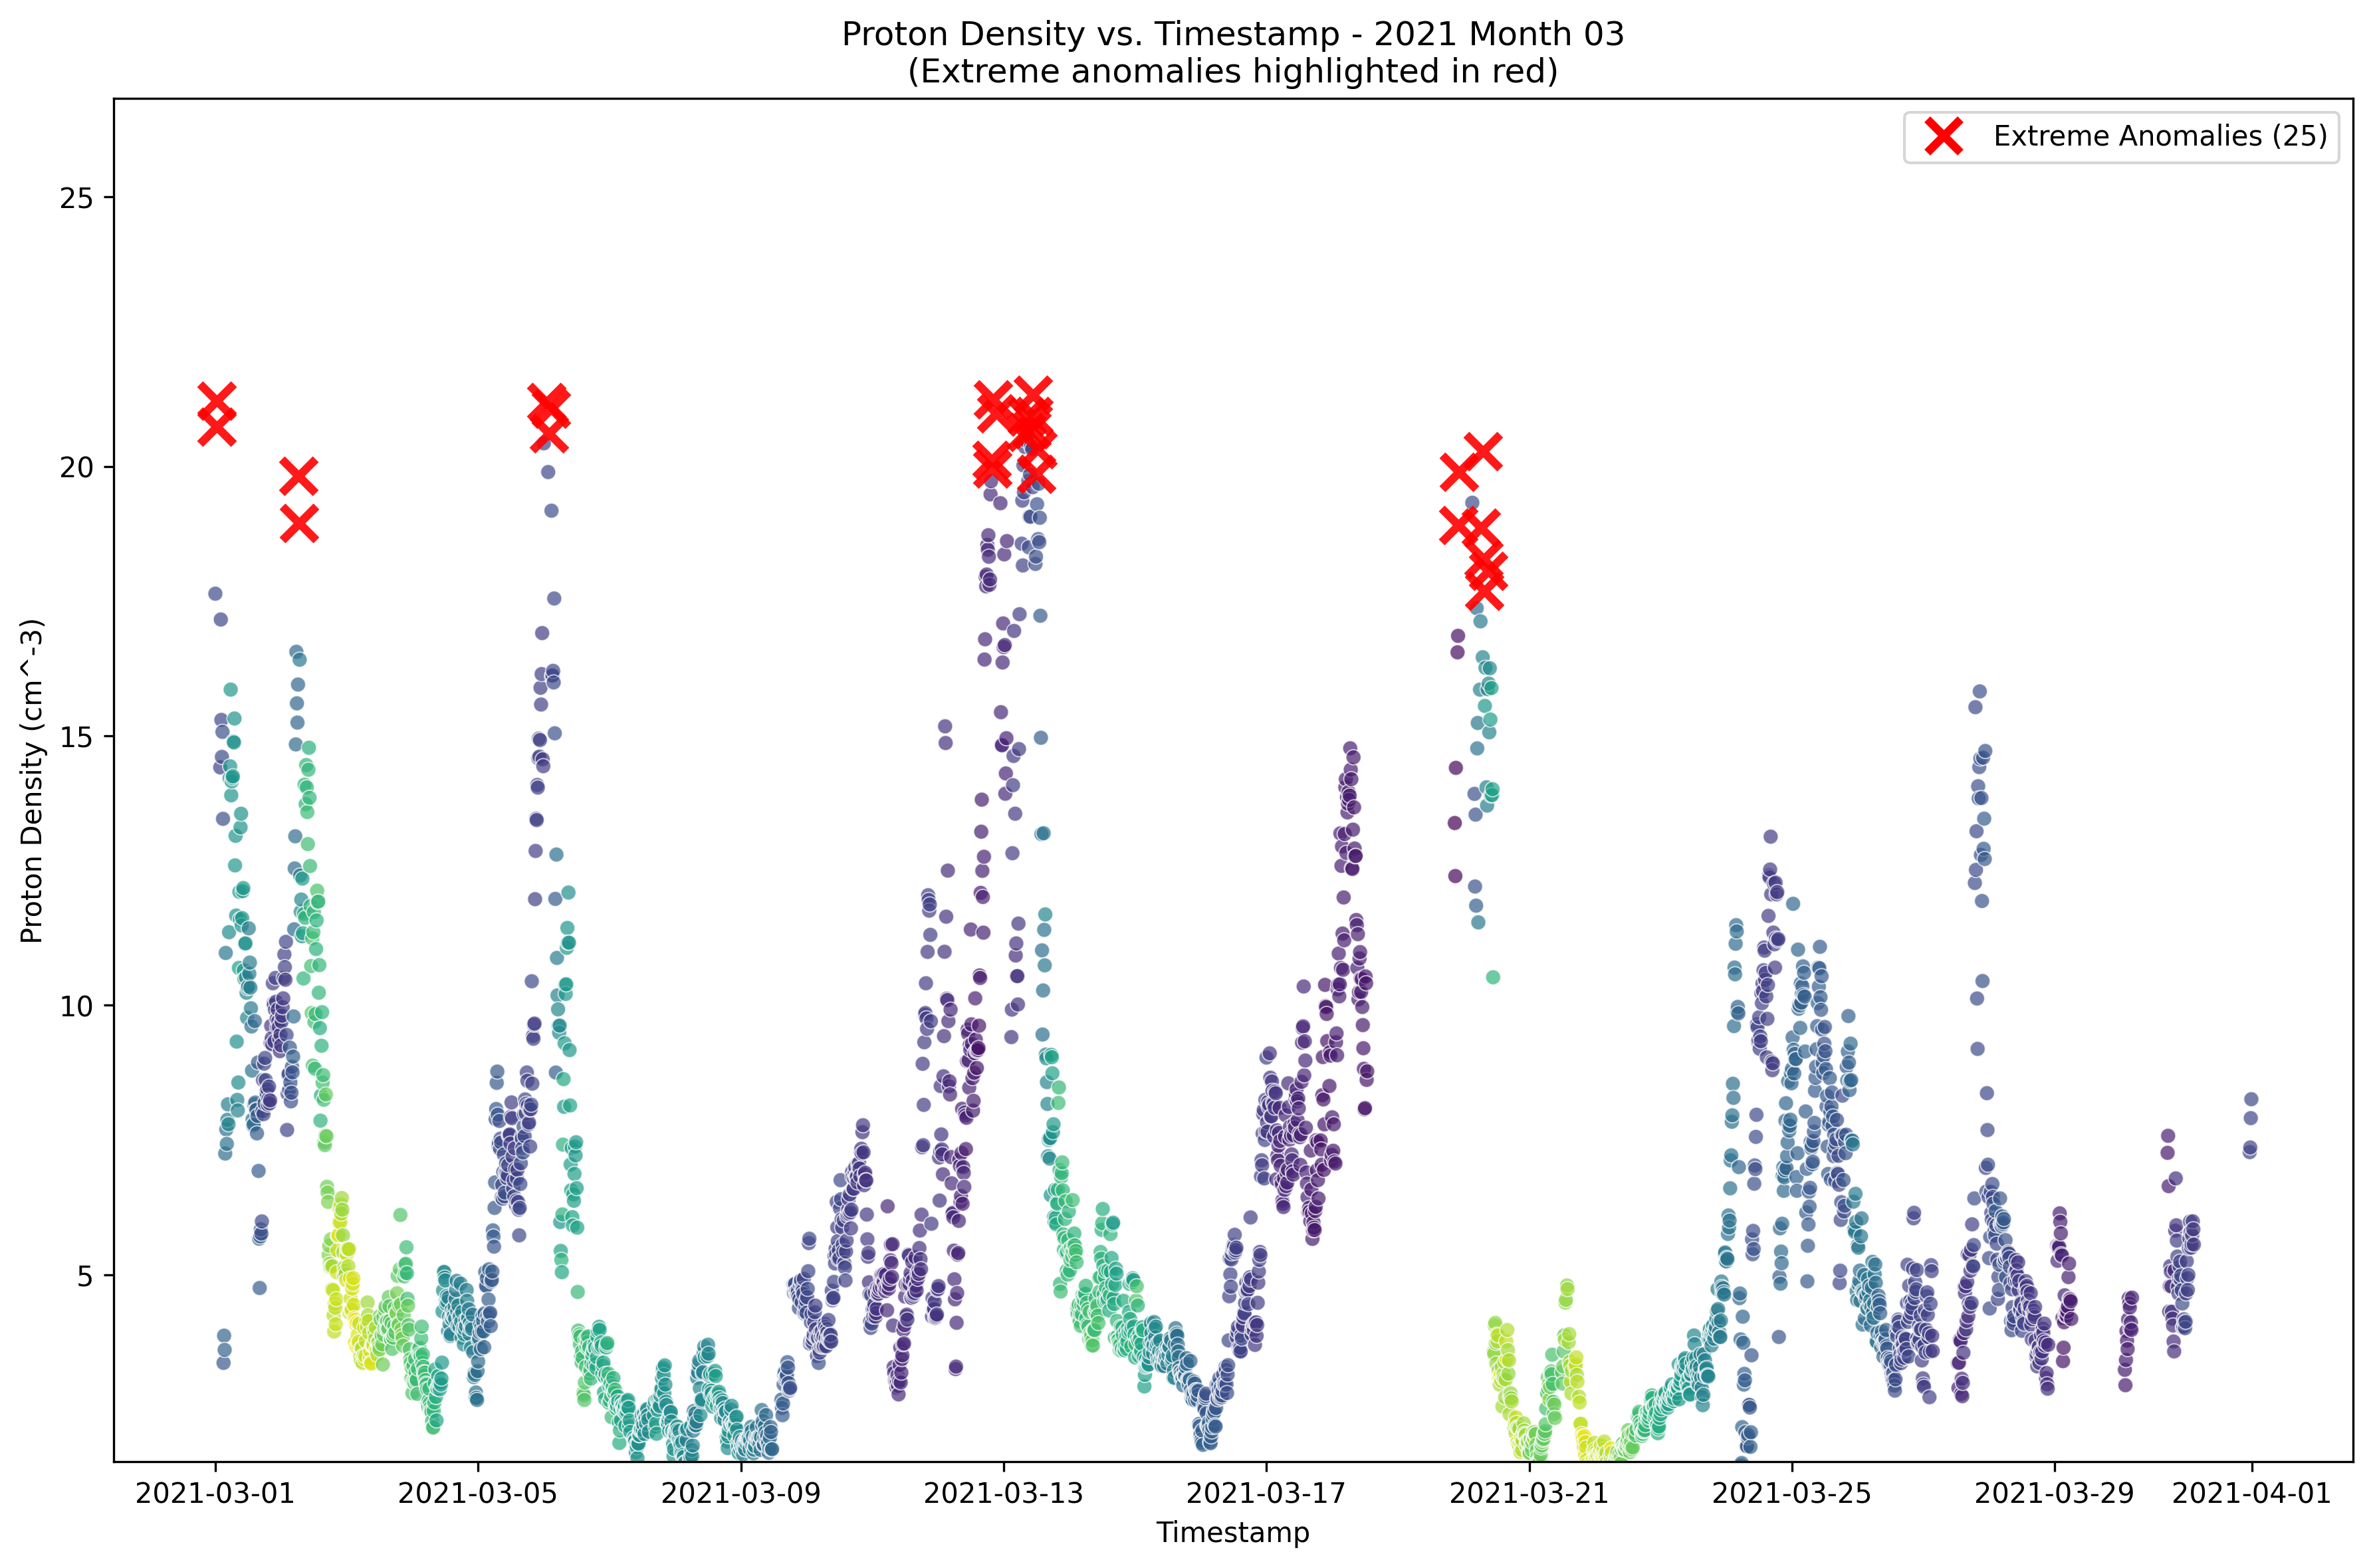 Proton Density vs. Timestamp - 2021 Month 03
(Extreme anomalies highlighted in red)
Extreme Anomalies (25)
Proton Density (cm^-3)
25
20
15
10
5
2021-03-01
2021-03-05
2021-03-09
2021-03-13
2021-03-17
2021-03-21
2021-03-25
2021-03-29
2021-04-01
Timestamp